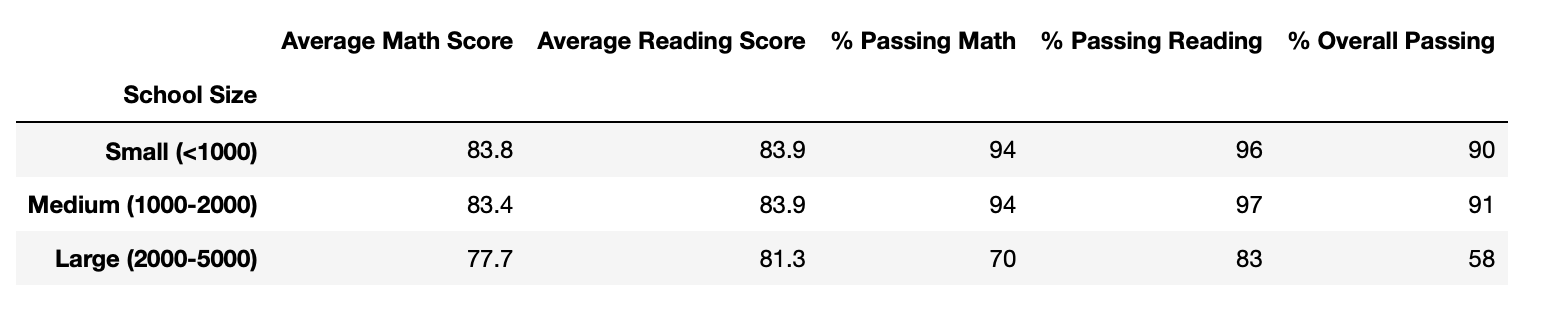 Average Math Score Average Reading Score % Passing Math % Passing Reading % Overall Passing
School Size
Small (<1000) 83.8 83.9 94 96 90
Medium (1000-2000) 83.4 83.9 94 97 91
Large (2000-5000) 77.7 81.3 70 83 58